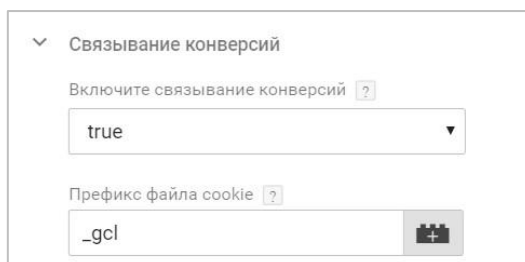 Связывание конверсий
Включите связывание конверсий ?
true
Префикс файла cookie ?
_gcl